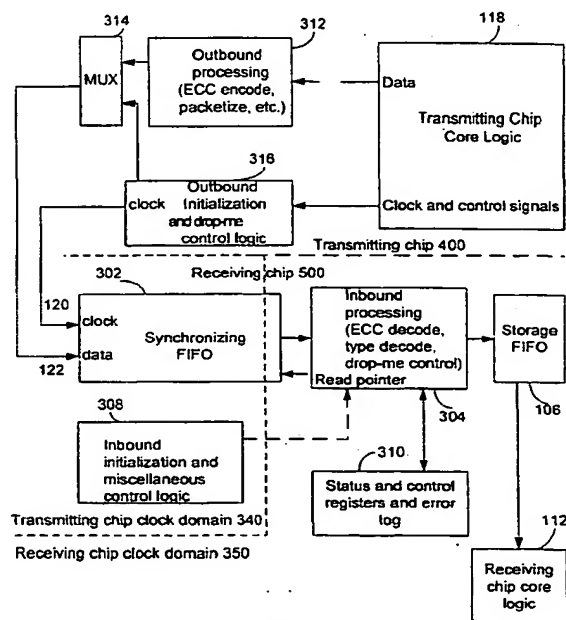 314
312
118
MUX
Outbound
processing
(ECC encode,
packetize, etc.)
Data
Transmitting Chip
Core Logic
316
Outbound
clock Initialization
and drop-me
control logic
Clock and control signals
Transmitting chip 400
302
Receiving chip 500
120
clock
Synchronizing
FIFO
data
122
Inbound
processing
(ECC decode,
type decode,
drop-me control)
Read pointer
304
Storage
FIFO
106
308
Inbound
initialization and
miscellaneous
control logic
310
Status and control
registers and error
log
Transmitting chip clock domain 340
Receiving chip clock domain 350
112
Receiving chip
core logic